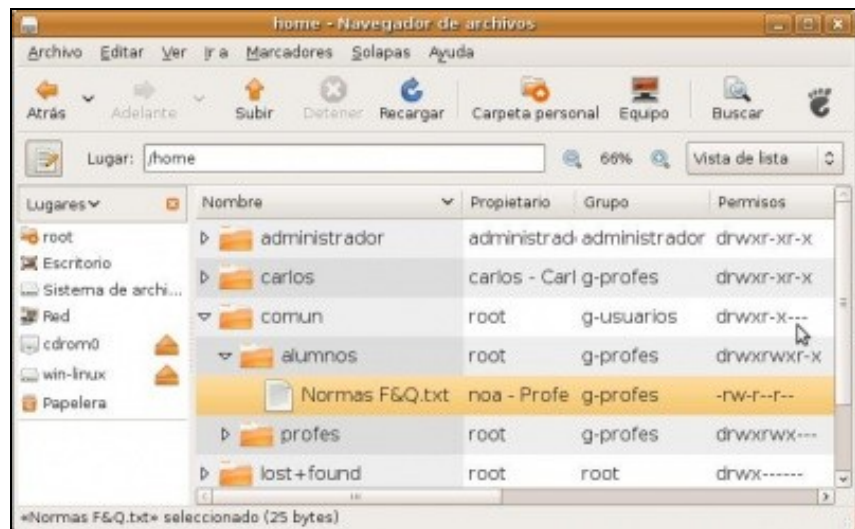 home - Navegador de archivos
Archivo Editar Ver Ir a Marcadores Solapas Ayuda
Atrás Adelante Subir Detener Recargar Carpeta personal Equipo Buscar
Lugar: /home 66% Vista de lista
Lugares Nombre Propietario Grupo Permisos
root administrador administrad administrador drwxr-xr-x
Escritorio
Sistema de archi... carlos carlos - Carl g-profes drwxr-xr-x
Red comun root g-usuarios drwxr-x---
cdrom0 alumnos root g-profes drwxrwxr-x
win-linux
Papelera Normas F&Q.txt noa - Profe g-profes -rw-r--r--
profes root g-profes drwxrwx---
lost+found root root drwx------
«Normas F&Q.txt» seleccionado (25 bytes)